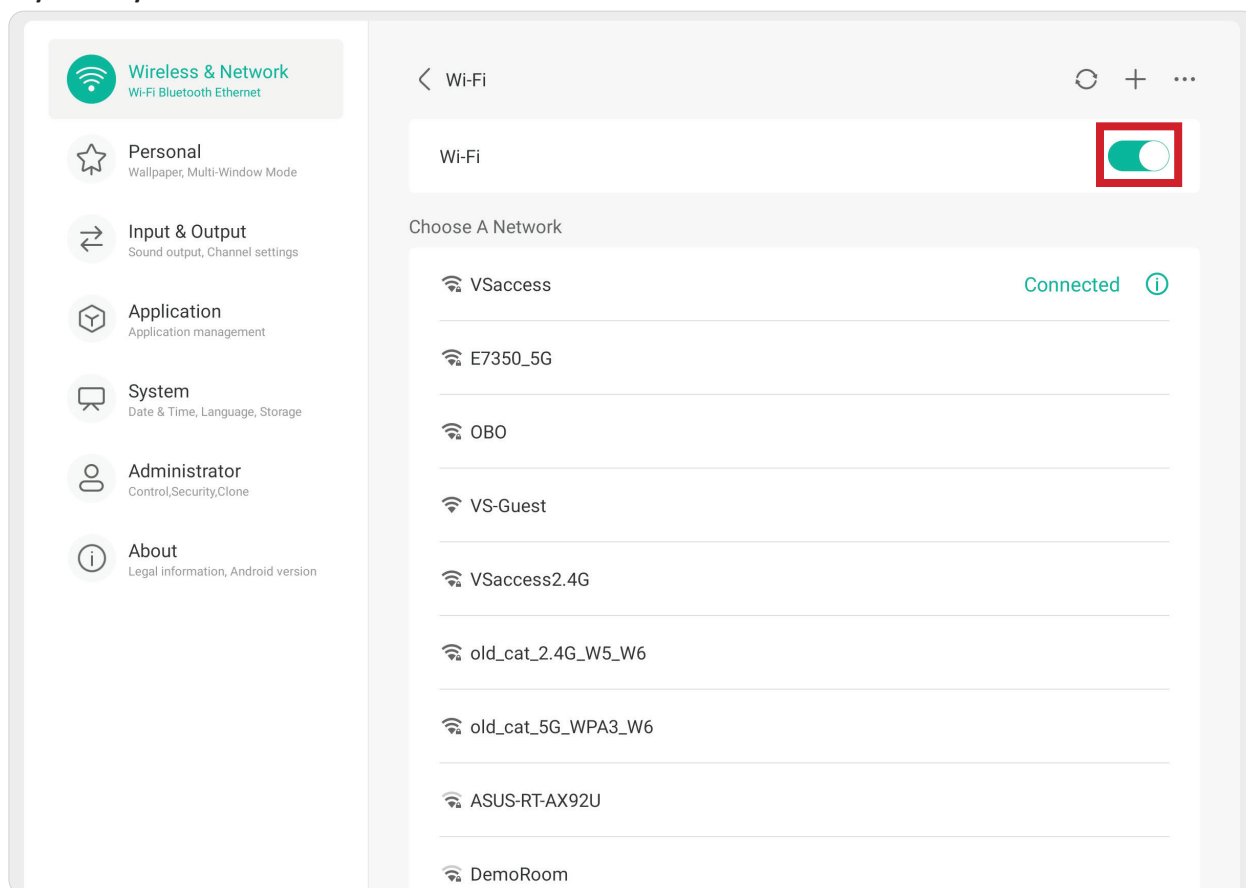 Wireless & Network
Wi-Fi Bluetooth Ethernet
Personal
Wallpaper, Multi-Window Mode
Input & Output
Sound output, Channel settings
Application
Application management
System
Date & Time, Language, Storage
Administrator
Control,Security,Clone
About
Legal information, Android version
Wi-Fi
Wi-Fi
Choose A Network
VSaccess Connected
E7350_5G
OBO
VS-Guest
VSaccess2.4G
old_cat_2.4G_W5_W6
old_cat_5G_WPA3_W6
ASUS-RT-AX92U
DemoRoom